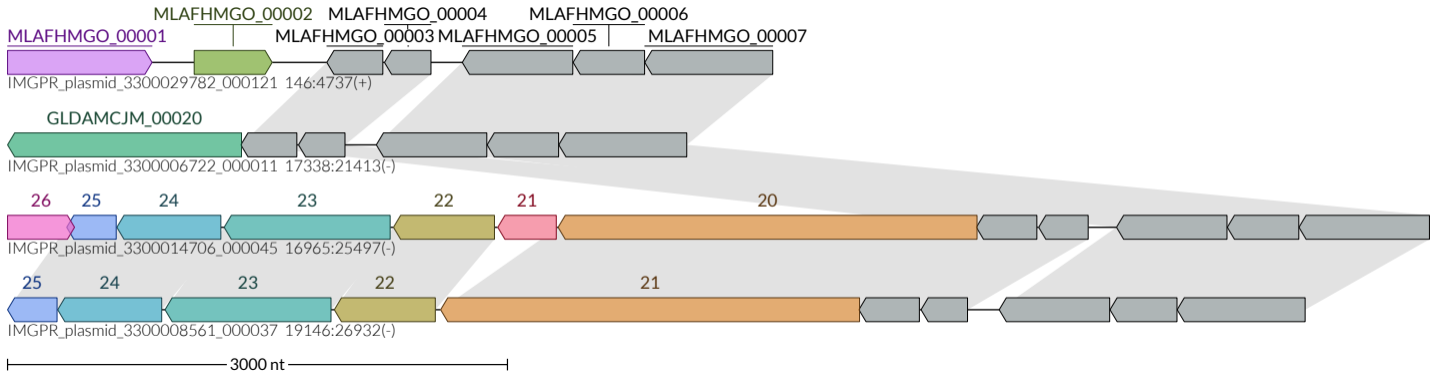 MLAFHMGO_00002 MLAFHMGO_00004 MLAFHMGO_00006
MLAFHMGO_00001 MLAFHMGO_00003 MLAFHMGO_00005 MLAFHMGO_00007
IMGPR_plasmid_3300029782_000121 146:4737(+)
GLDAMCJM_00020
IMGPR_plasmid_3300006722_000011 17338:21413(-)
26 25 24 23 22 21 20
IMGPR_plasmid_3300014706_000045 16965:25497(-)
25 24 23 22 21
IMGPR_plasmid_3300008561_000037 19146:26932(-)
3000 nt